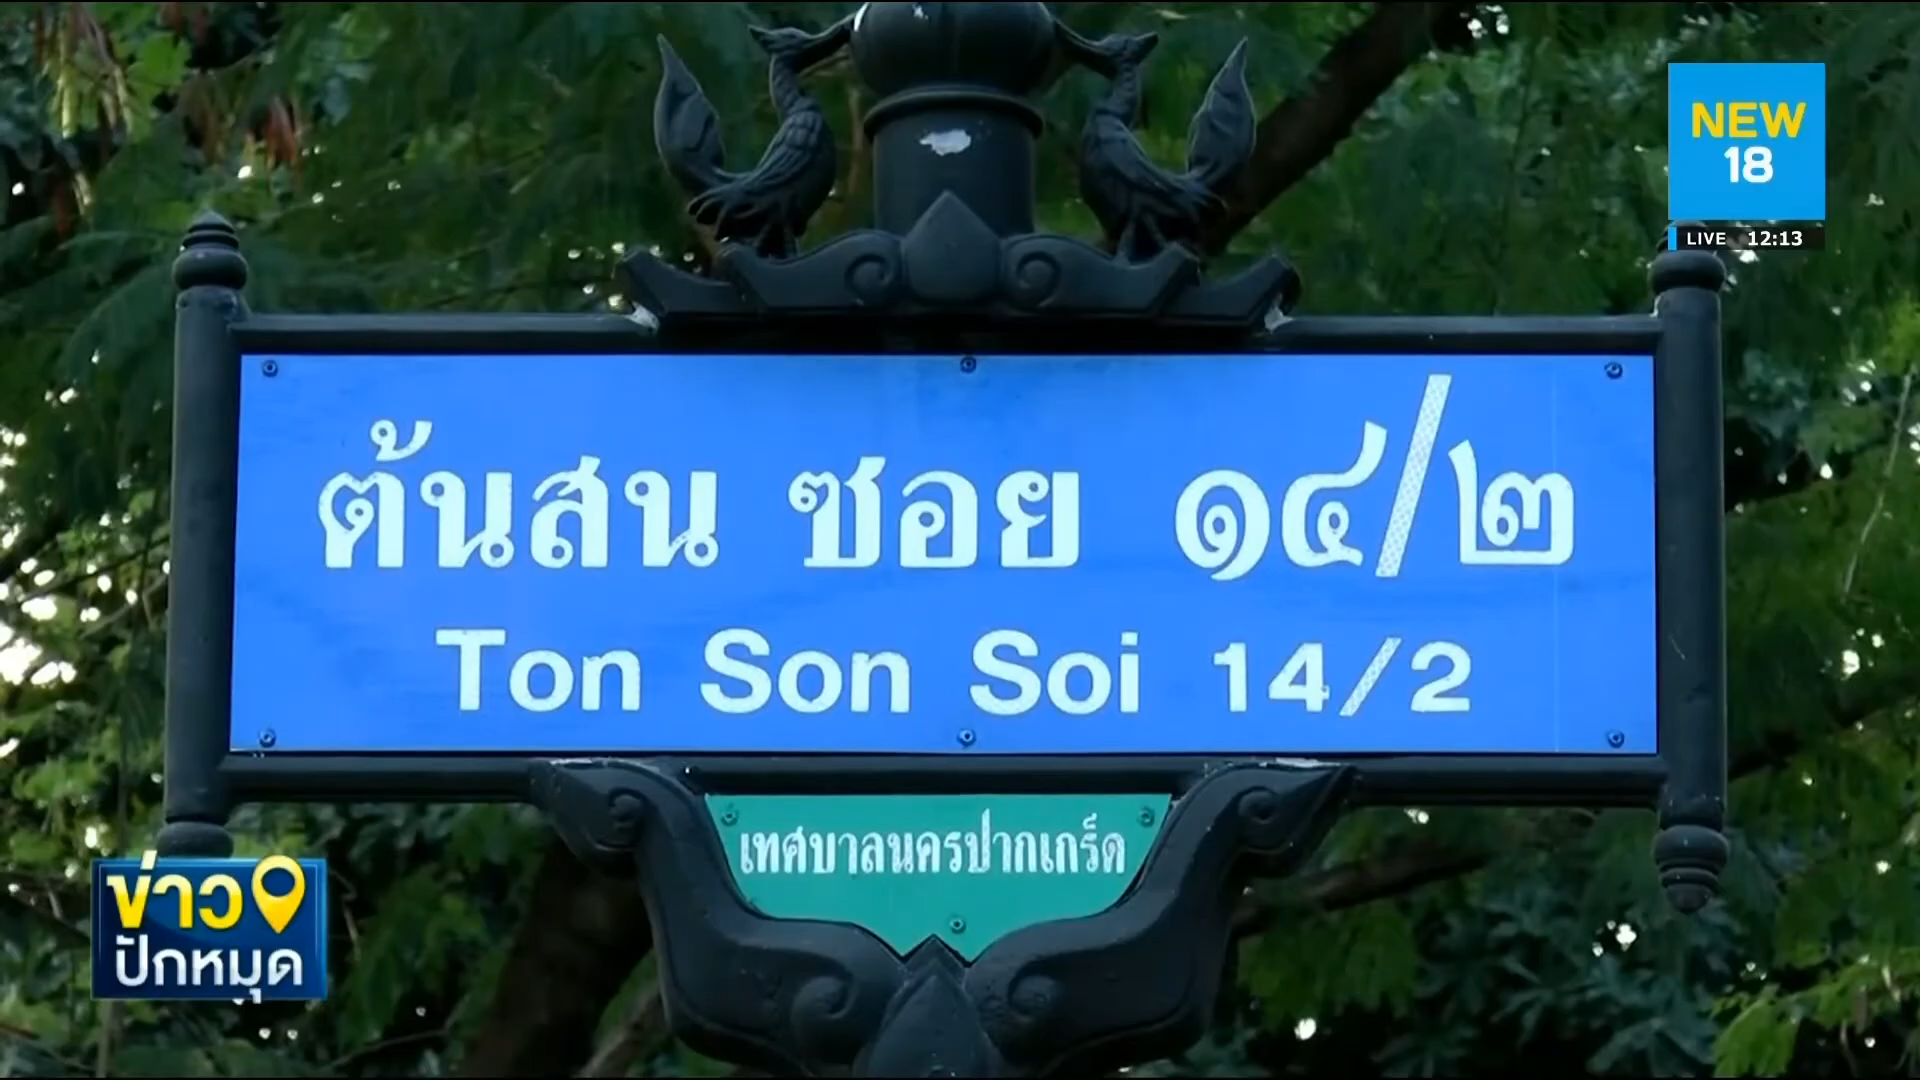 NEW
18
LIVE 12:13
ต้นสน ซอย ๑๔/๒
Ton Son Soi 14/2
เทศบาลนครปากเกร็ด
ข่าว
ปักหมุด